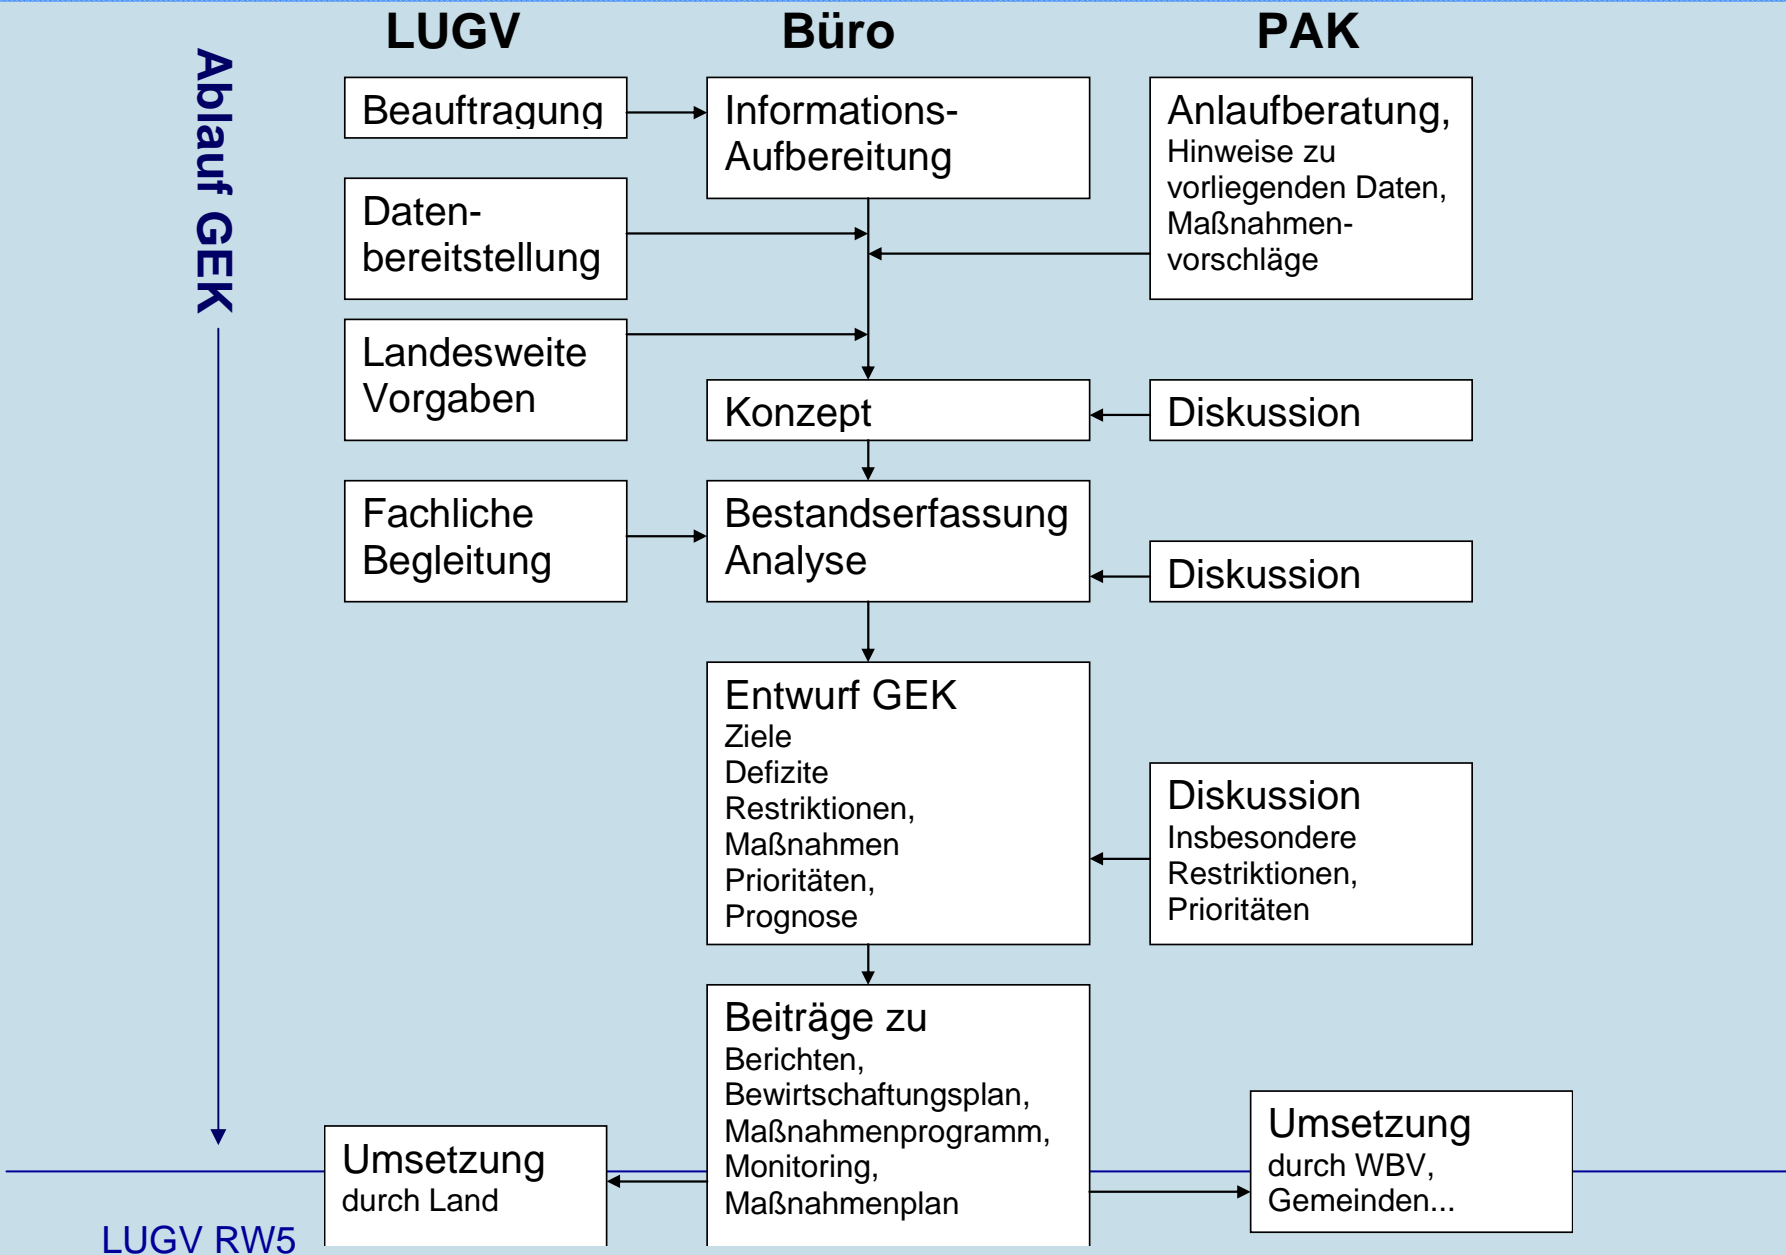 LUGV
Büro
PAK
Ablauf GEK
Beauftragung
Informations-
Aufbereitung
Anlaufberatung,
Hinweise zu
vorliegenden Daten,
Maßnahmen-
vorschläge
Daten-
bereitstellung
Landesweite
Vorgaben
Konzept
Diskussion
Fachliche
Begleitung
Bestandserfassung
Analyse
Diskussion
Entwurf GEK
Ziele
Defizite
Restriktionen,
Maßnahmen
Prioritäten,
Prognose
Diskussion
Insbesondere
Restriktionen,
Prioritäten
Beiträge zu
Berichten,
Bewirtschaftungsplan,
Maßnahmenprogramm,
Monitoring,
Maßnahmenplan
Umsetzung
durch Land
Umsetzung
durch WBV,
Gemeinden...
LUGV RW5